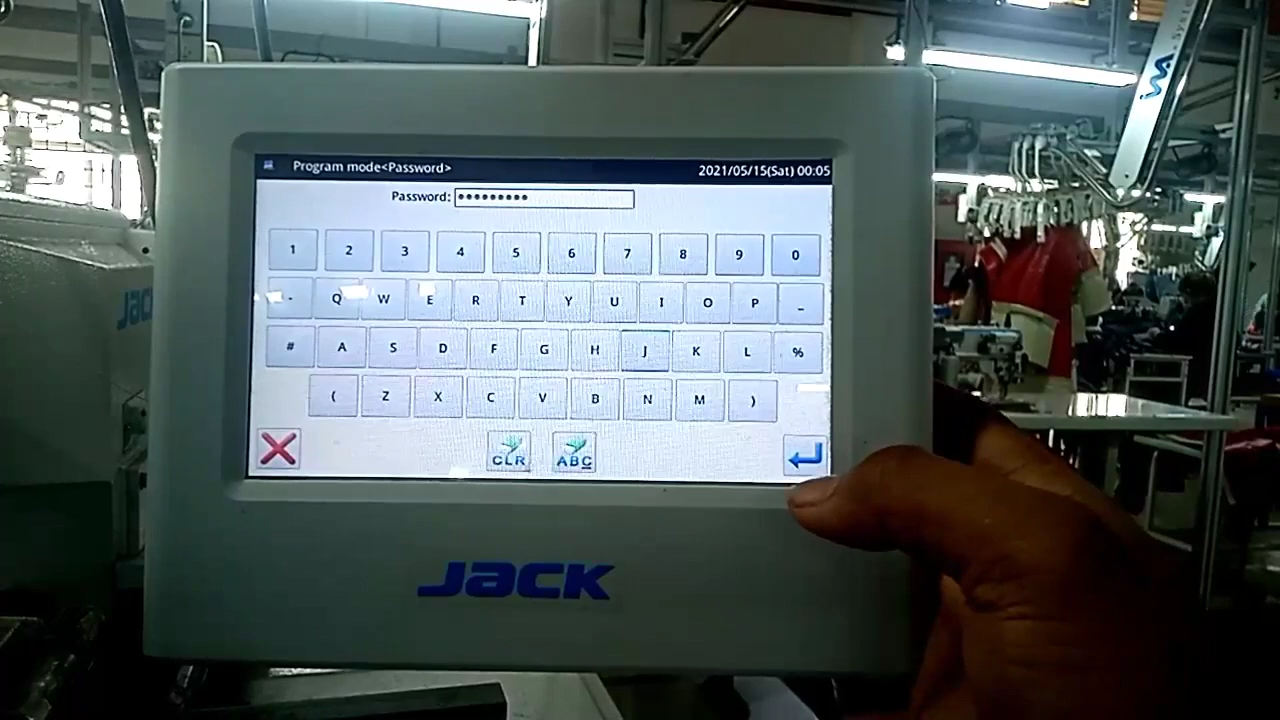 Program mode<Password>
2021/05/15(Sat) 00:05
Password: •••••••••
1 2 3 4 5 6 7 8 9 0
- Q W E R T Y U I O P _
# A S D F G H J K L %
( Z X C V B N M )
CLR ABC
JACK
JACK